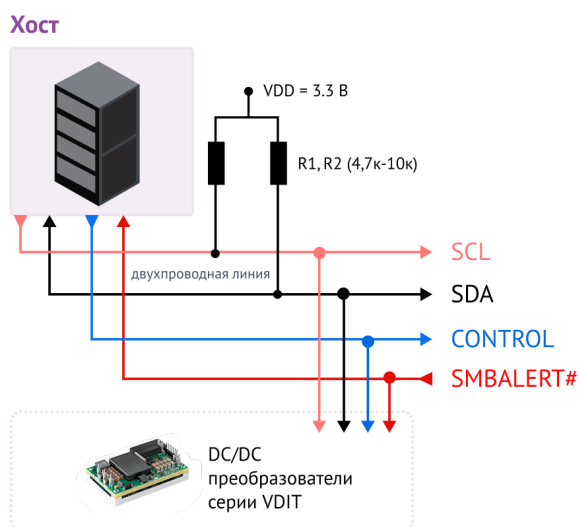 Хост
VDD = 3.3 В
R1, R2 (4,7к-10к)
SCL
двухпроводная линия
SDA
CONTROL
SMBALERT#
DC/DC
преобразователи
серии VDIT